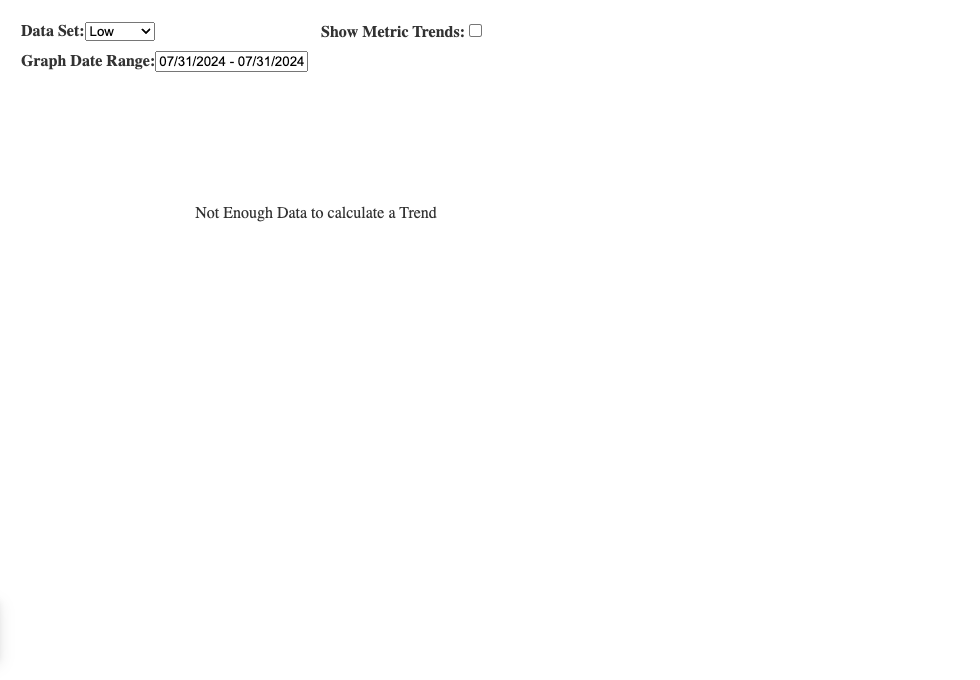 Data Set: Low Show Metric Trends:
Graph Date Range: 07/31/2024 - 07/31/2024
Not Enough Data to calculate a Trend